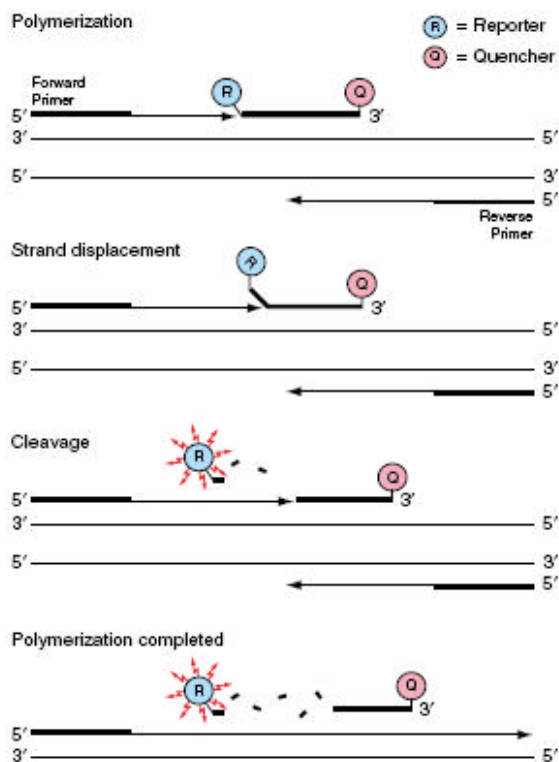 Polymerization
R = Reporter
Q = Quencher
Forward
Primer
R Q
5′ 3′
3′ 5′
5′ 3′
5′
Reverse
Primer
Strand displacement
R
Q
5′ 3′
3′ 5′
5′ 3′
5′
Cleavage
R
Q
5′ 3′
3′ 5′
5′ 3′
5′
Polymerization completed
R Q
5′ 3′
3′ 5′